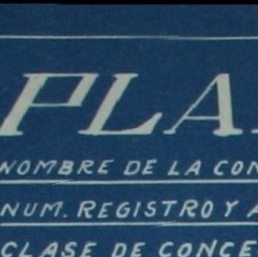 PLA
NOMBRE DE LA CON
NUM. REGISTRO Y A
CLASE DE CONCE